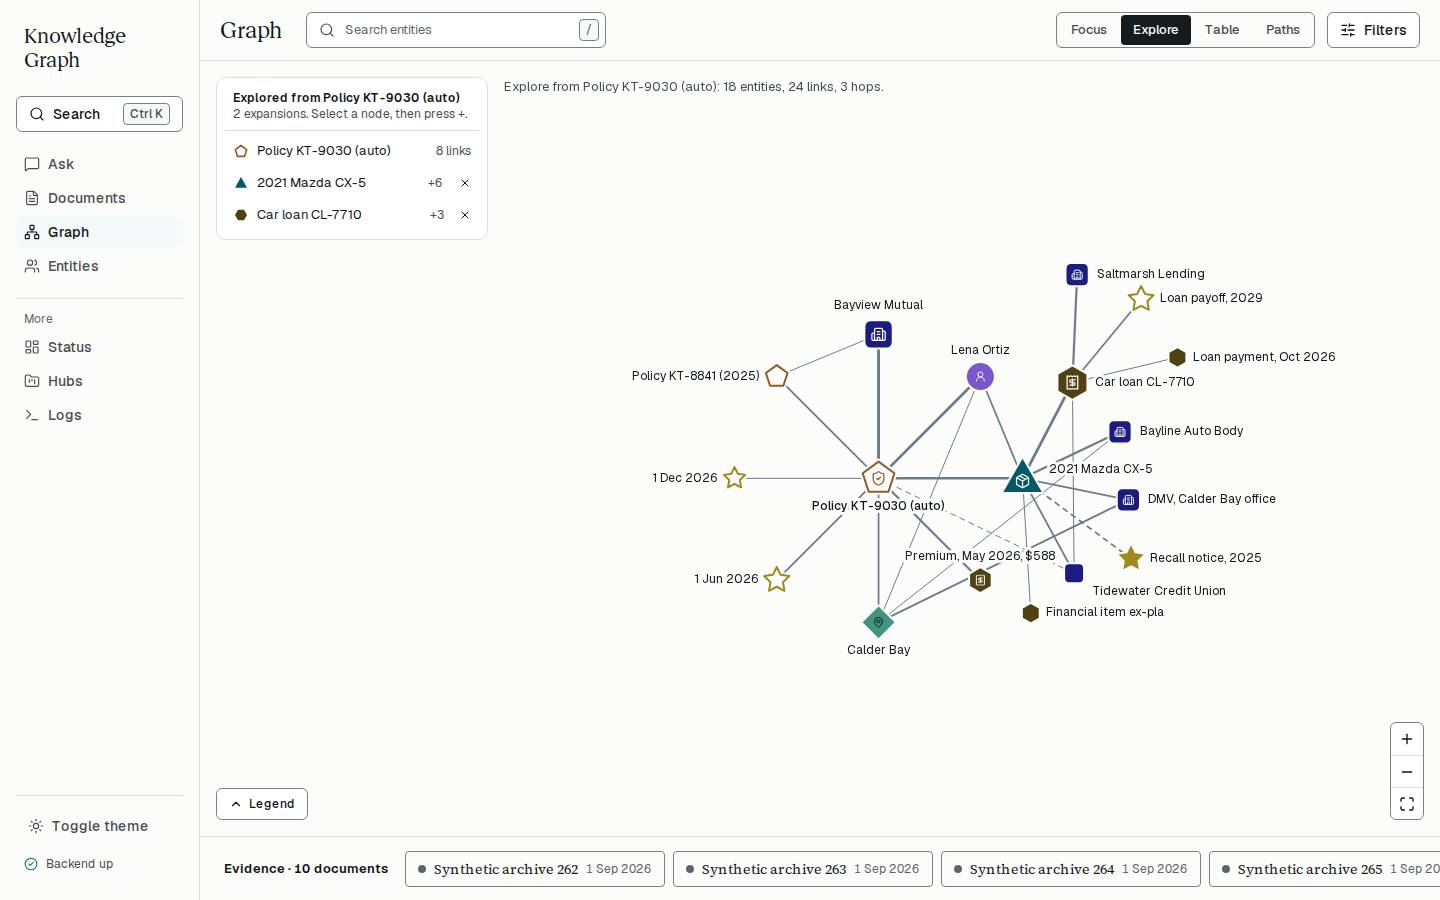 Knowledge
Graph
Search
Ctrl K
Ask
Documents
Graph
Entities
More
Status
Hubs
Logs
Toggle theme
Backend up
Graph
Search entities
/
Focus
Explore
Table
Paths
Filters
Explored from Policy KT-9030 (auto)
2 expansions. Select a node, then press +.
Policy KT-9030 (auto)
8 links
2021 Mazda CX-5
+6
Car loan CL-7710
+3
Explore from Policy KT-9030 (auto): 18 entities, 24 links, 3 hops.
Saltmarsh Lending
Loan payoff, 2029
Bayview Mutual
Lena Ortiz
Loan payment, Oct 2026
Policy KT-8841 (2025)
Car loan CL-7710
Bayline Auto Body
2021 Mazda CX-5
1 Dec 2026
DMV, Calder Bay office
Policy KT-9030 (auto)
Premium, May 2026, $588
Recall notice, 2025
1 Jun 2026
Tidewater Credit Union
Financial item ex-pla
Calder Bay
Legend
Evidence · 10 documents
Synthetic archive 262 1 Sep 2026
Synthetic archive 263 1 Sep 2026
Synthetic archive 264 1 Sep 2026
Synthetic archive 265 1 Sep 20